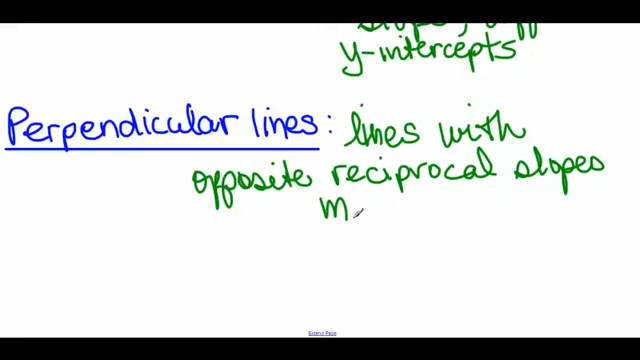 y-intercepts
Perpendicular lines: lines with
opposite reciprocal slopes
m
Extend Page